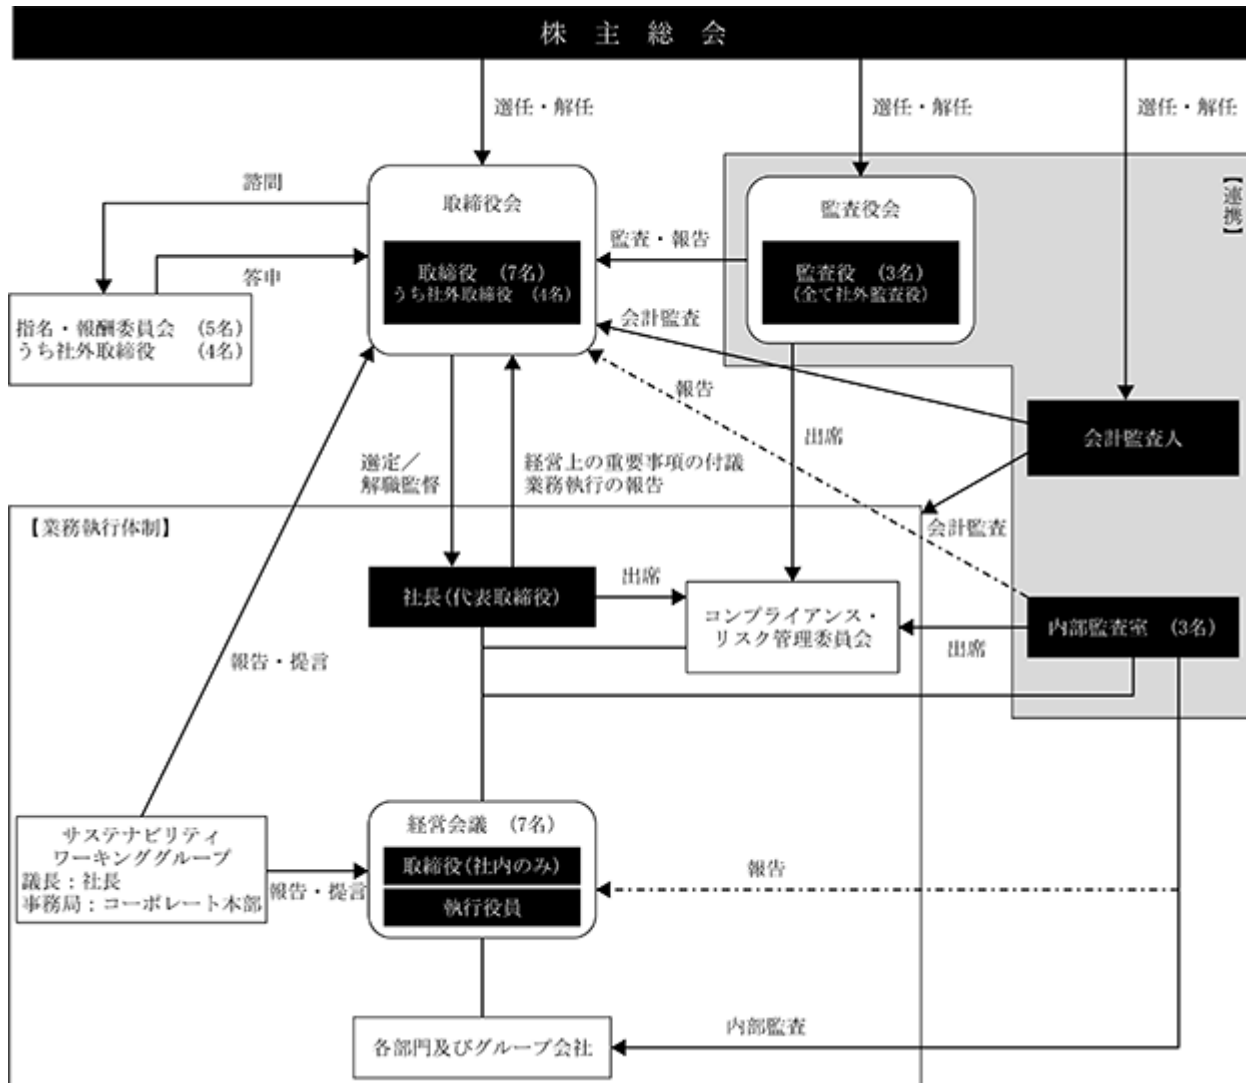 株 主 総 会
選任・解任
選任・解任
選任・解任
【連携】
諮問
取締役会
監査役会
監査・報告
答申
取締役 (7名)
うち社外取締役 (4名)
監査役 (3名)
(全て社外監査役)
指名・報酬委員会 (5名)
うち社外取締役 (4名)
会計監査
報告
会計監査人
出席
選定／
解職監督
経営上の重要事項の付議
業務執行の報告
【業務執行体制】
会計監査
社長(代表取締役)
出席
コンプライアンス・
リスク管理委員会
内部監査室 (3名)
出席
報告・提言
サステナビリティ
ワーキンググループ
議長：社長
事務局：コーポレート本部
報告・提言
経営会議 (7名)
取締役(社内のみ)
執行役員
報告
内部監査
各部門及びグループ会社